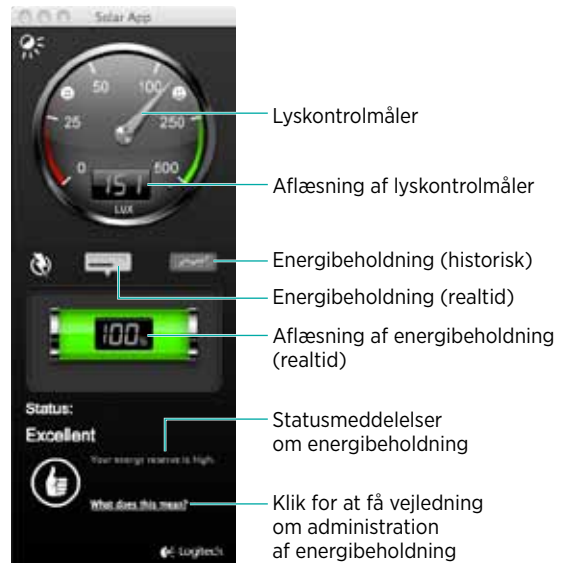 Solar App
50
100
25
250
0
500
151
LUX
Lyskontrolmåler
Aflæsning af lyskontrolmåler
Energibeholdning (historisk)
Energibeholdning (realtid)
100%
Aflæsning af energibeholdning
(realtid)
Status:
Excellent
Your energy reserve is high.
What does this mean?
Logitech
Statusmeddelelser
om energibeholdning
Klik for at få vejledning
om administration
af energibeholdning